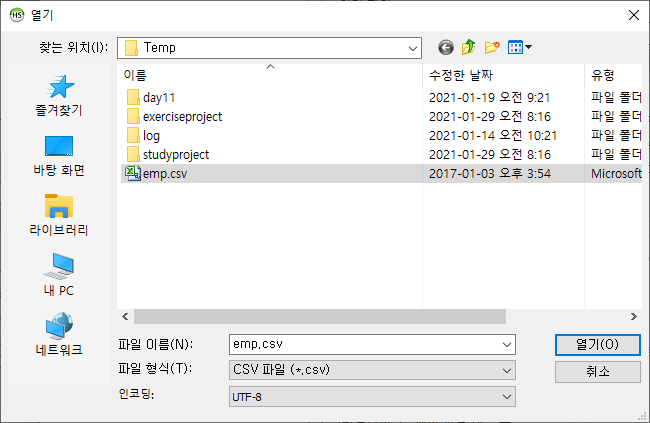 HS 열기
찾는 위치(I): Temp
이름 수정한 날짜 유형
day11 2021-01-19 오전 9:21 파일 폴더
exerciseproject 2021-01-29 오전 8:16 파일 폴더
log 2021-01-14 오전 10:21 파일 폴더
studyproject 2021-01-29 오전 8:16 파일 폴더
emp.csv 2017-01-03 오후 3:54 Microsoft
즐겨찾기
바탕 화면
라이브러리
내 PC
네트워크
파일 이름(N): emp.csv 열기(O)
파일 형식(T): CSV 파일 (*.csv) 취소
인코딩: UTF-8